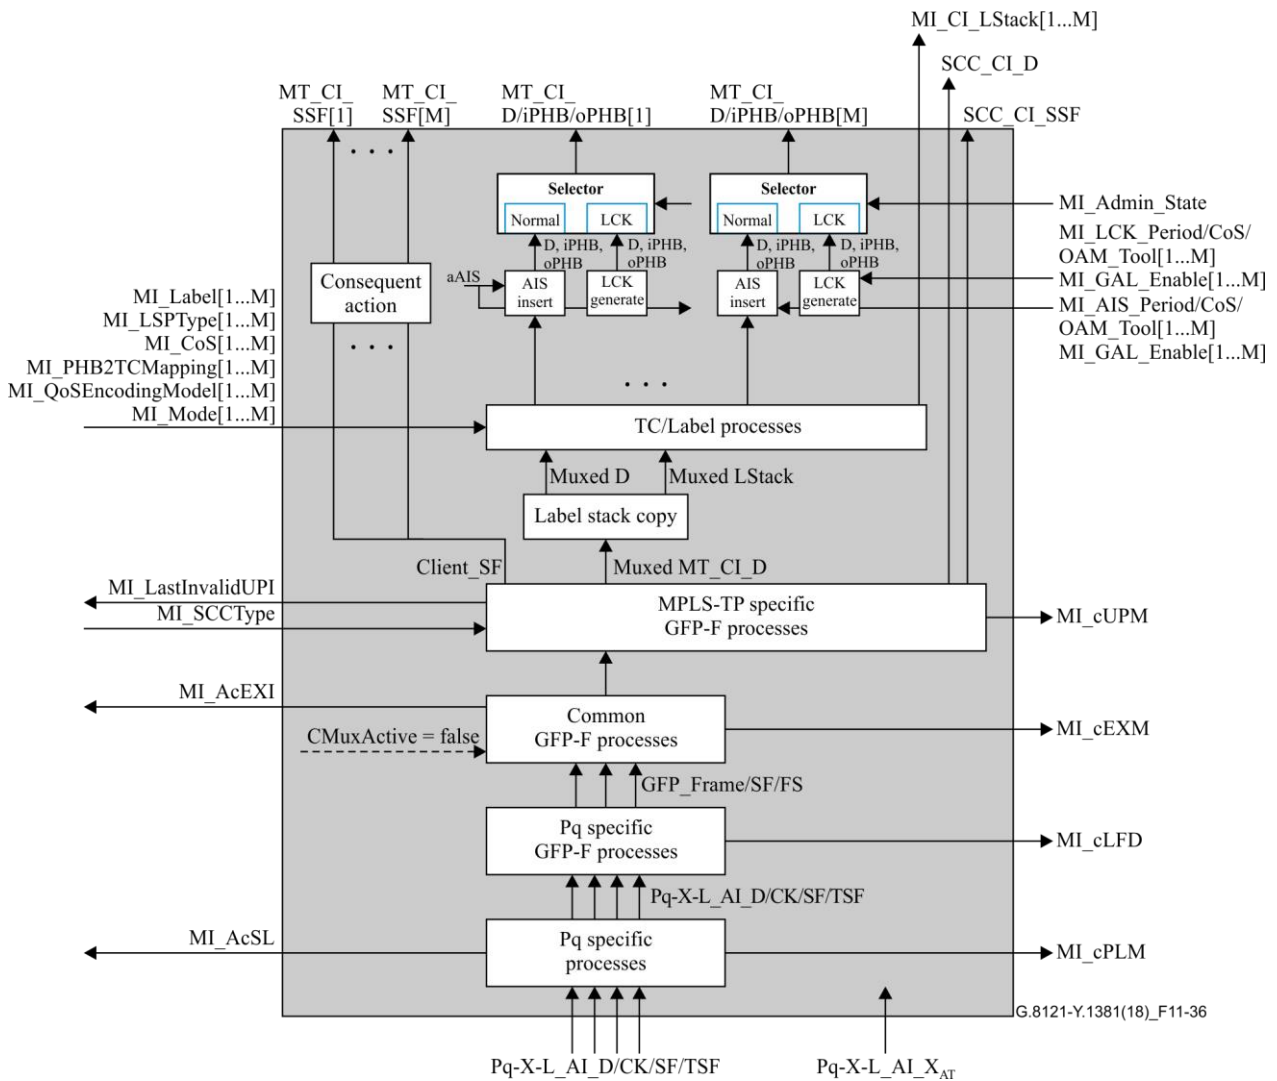 MI_CI_LStack[1...M]
SCC_CI_D
MT_CI_
SSF[1]
MT_CI_
SSF[M]
MT_CI_
D/iPHB/oPHB[1]
MT_CI_
D/iPHB/oPHB[M]
SCC_CI_SSF
. . .
Selector
Normal
LCK
Selector
Normal
LCK
MI_Admin_State
D, iPHB,
oPHB
D, iPHB,
oPHB
D, iPHB,
oPHB
D, iPHB,
oPHB
MI_LCK_Period/CoS/
OAM_Tool[1...M]
MI_GAL_Enable[1...M]
MI_AIS_Period/CoS/
OAM_Tool[1...M]
MI_GAL_Enable[1...M]
Consequent
action
aAIS
AIS
insert
LCK
generate
AIS
insert
LCK
generate
MI_Label[1...M]
MI_LSPType[1...M]
MI_CoS[1...M]
MI_PHB2TCMapping[1...M]
MI_QoSEncodingModel[1...M]
MI_Mode[1...M]
. . .
. . .
TC/Label processes
Muxed D
Muxed LStack
Label stack copy
Client_SF
Muxed MT_CI_D
MI_LastInvalidUPI
MI_SCCType
MPLS-TP specific
GFP-F processes
MI_cUPM
MI_AcEXI
CMuxActive = false
Common
GFP-F processes
MI_cEXM
GFP_Frame/SF/FS
Pq specific
GFP-F processes
MI_cLFD
Pq-X-L_AI_D/CK/SF/TSF
MI_AcSL
Pq specific
processes
MI_cPLM
G.8121-Y.1381(18)_F11-36
Pq-X-L_AI_D/CK/SF/TSF
Pq-X-L_AI_X_AT